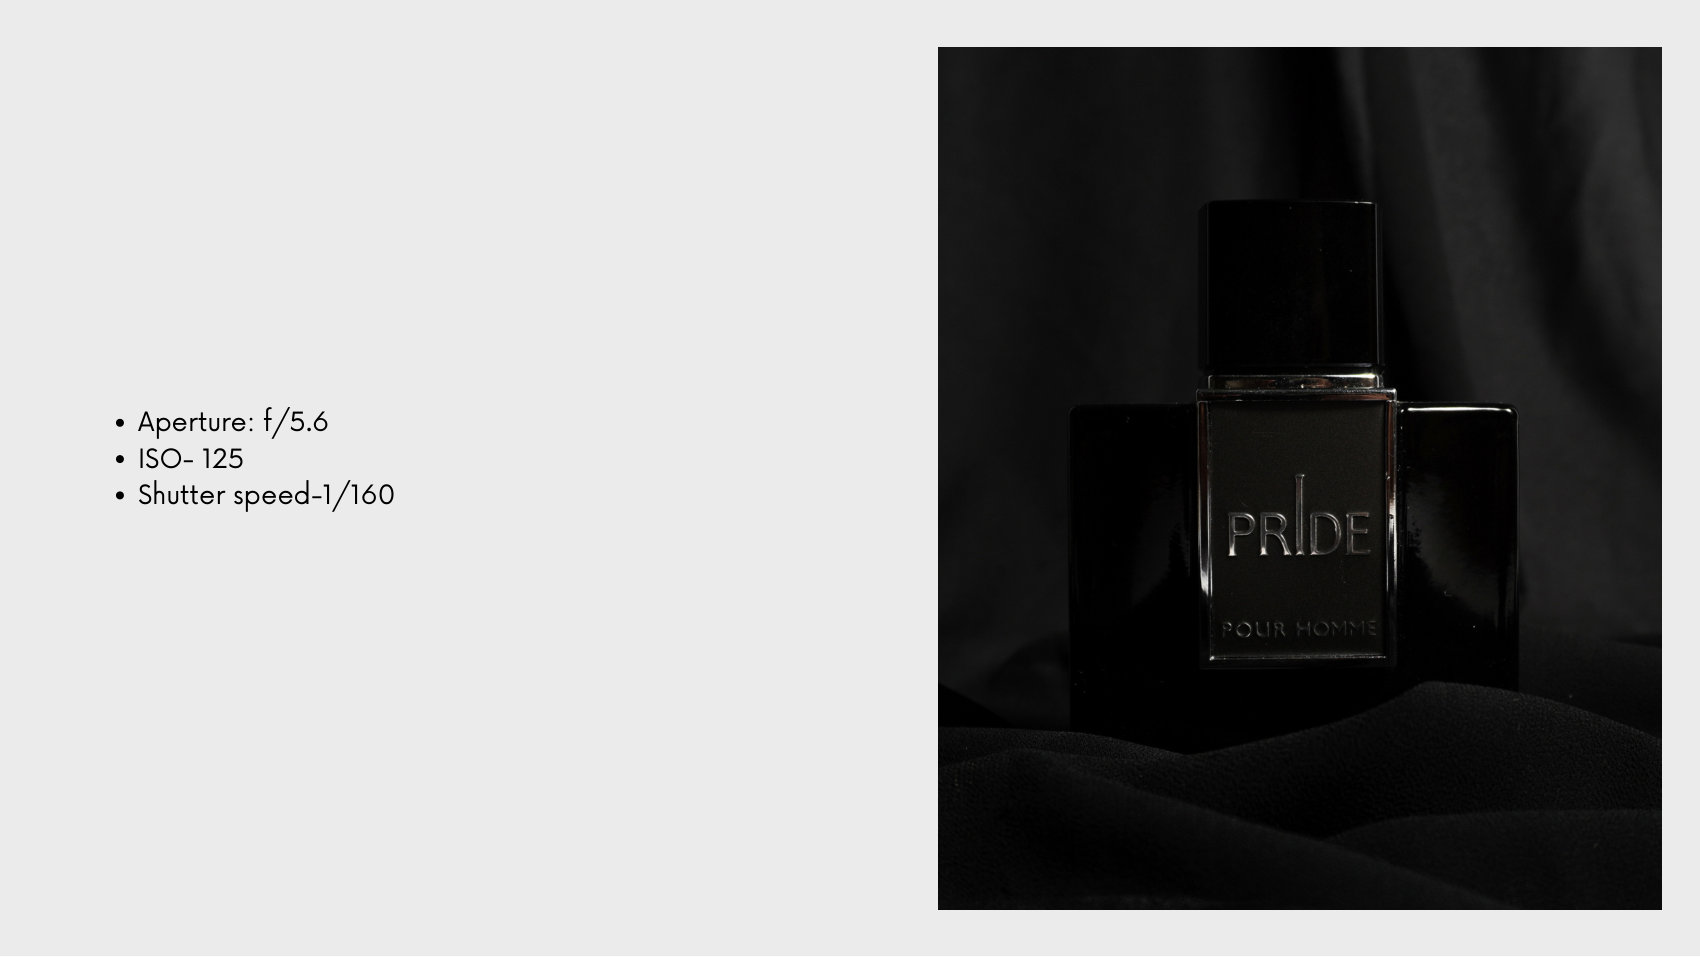 • Aperture: f/5.6
• ISO- 125
• Shutter speed-1/160
PRIDE
POUR HOMME